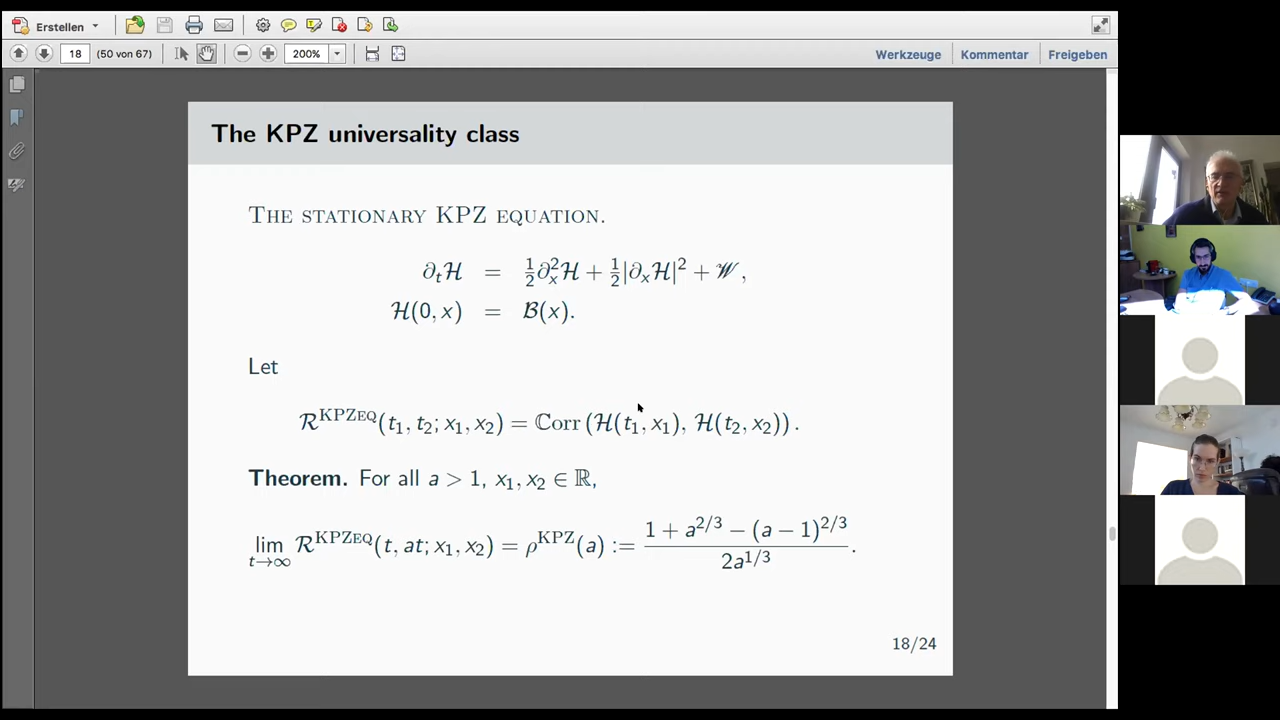 Erstellen
18 (50 von 67) 200% Werkzeuge Kommentar Freigeben
The KPZ universality class
The stationary KPZ equation.
∂ₜℋ = ½∂ₓ²ℋ + ½|∂ₓℋ|² + 𝒲,
ℋ(0, x) = ℬ(x).
Let
ℛ^KPZEQ(t₁, t₂; x₁, x₂) = ℂorr (ℋ(t₁, x₁), ℋ(t₂, x₂)).
Theorem. For all a > 1, x₁, x₂ ∈ ℝ,
lim_{t→∞} ℛ^KPZEQ(t, at; x₁, x₂) = ρ^KPZ(a) := (1 + a^{2/3} − (a − 1)^{2/3}) / (2a^{1/3}).
18/24